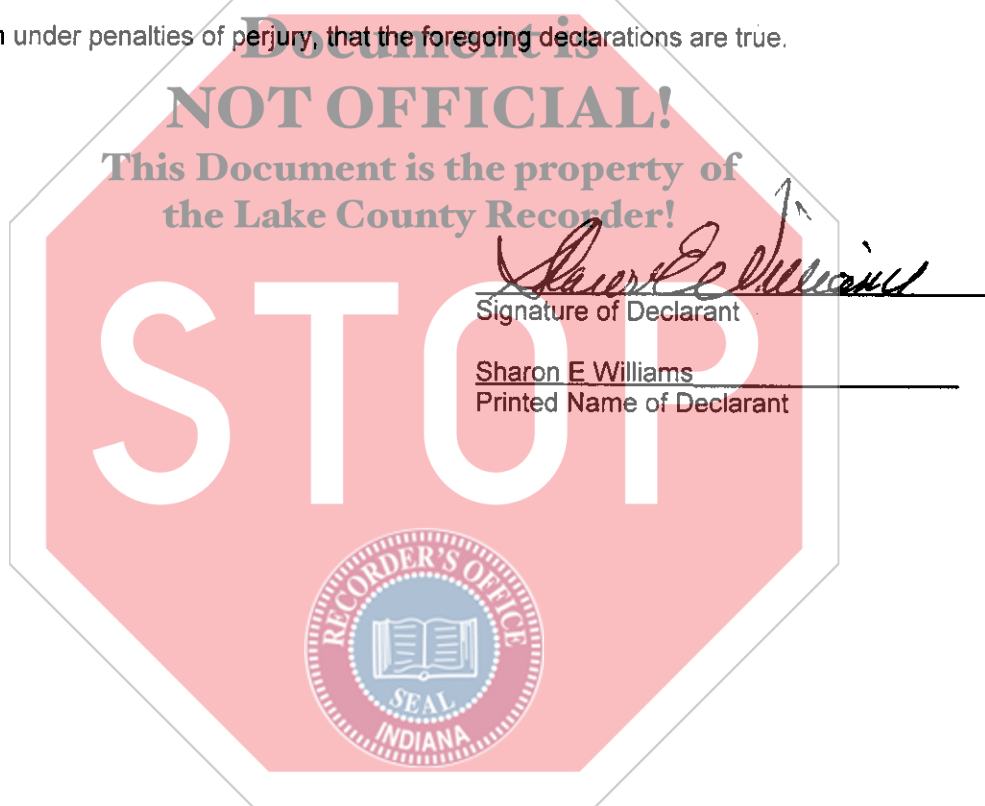 n under penalties of perjury, that the foregoing declarations are true.
Document is
NOT OFFICIAL!
This Document is the property of
the Lake County Recorder!
Sharon E Williams
Signature of Declarant
Sharon E Williams
Printed Name of Declarant
STOP
RECORDER'S OFFICE
SEAL
INDIANA